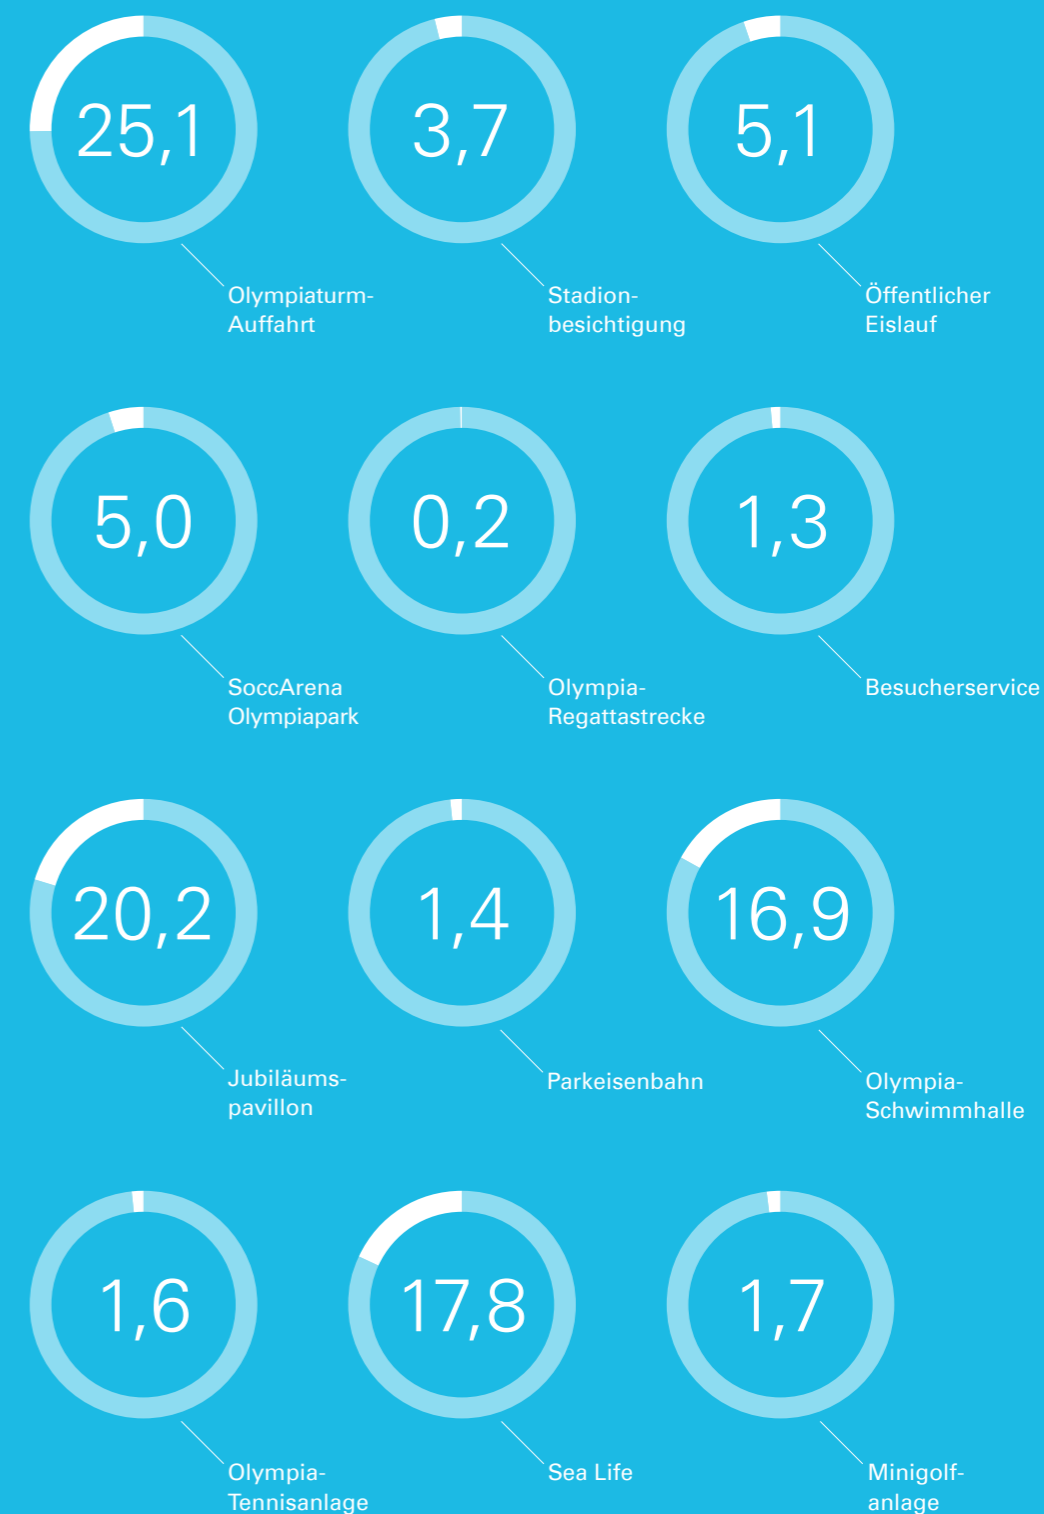 25,1
Olympiaturm-
Auffahrt
3,7
Stadion-
besichtigung
5,1
Öffentlicher
Eislauf
5,0
SoccArena
Olympiapark
0,2
Olympia-
Regattastrecke
1,3
Besucherservice
20,2
Jubiläums-
pavillon
1,4
Parkeisenbahn
16,9
Olympia-
Schwimmhalle
1,6
Olympia-
Tennisanlage
17,8
Sea Life
1,7
Minigolf-
anlage